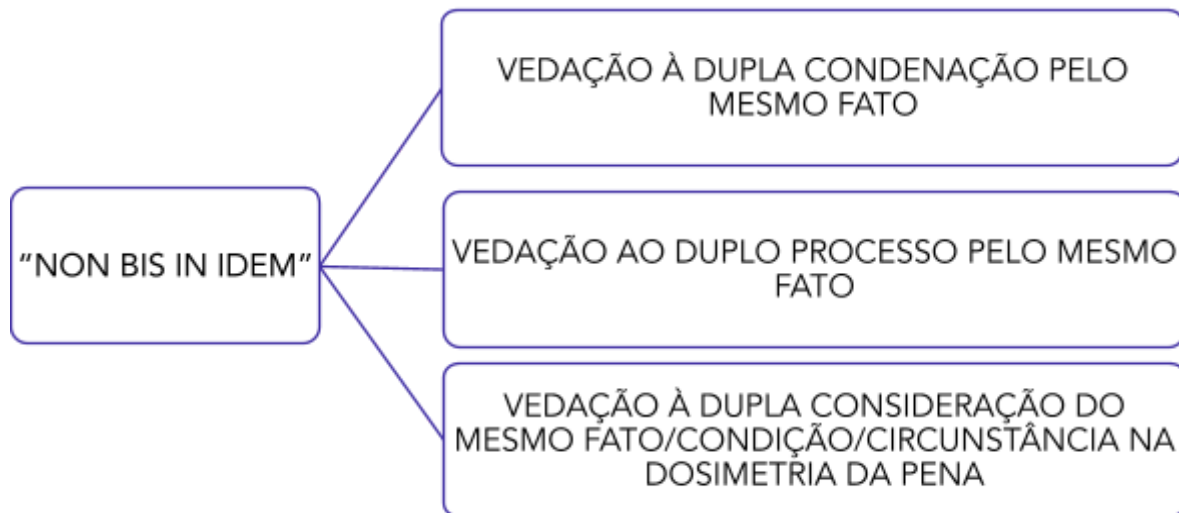 VEDAÇÃO À DUPLA CONDENAÇÃO PELO
MESMO FATO
“NON BIS IN IDEM”
VEDAÇÃO AO DUPLO PROCESSO PELO MESMO
FATO
VEDAÇÃO À DUPLA CONSIDERAÇÃO DO
MESMO FATO/CONDIÇÃO/CIRCUNSTÂNCIA NA
DOSIMETRIA DA PENA